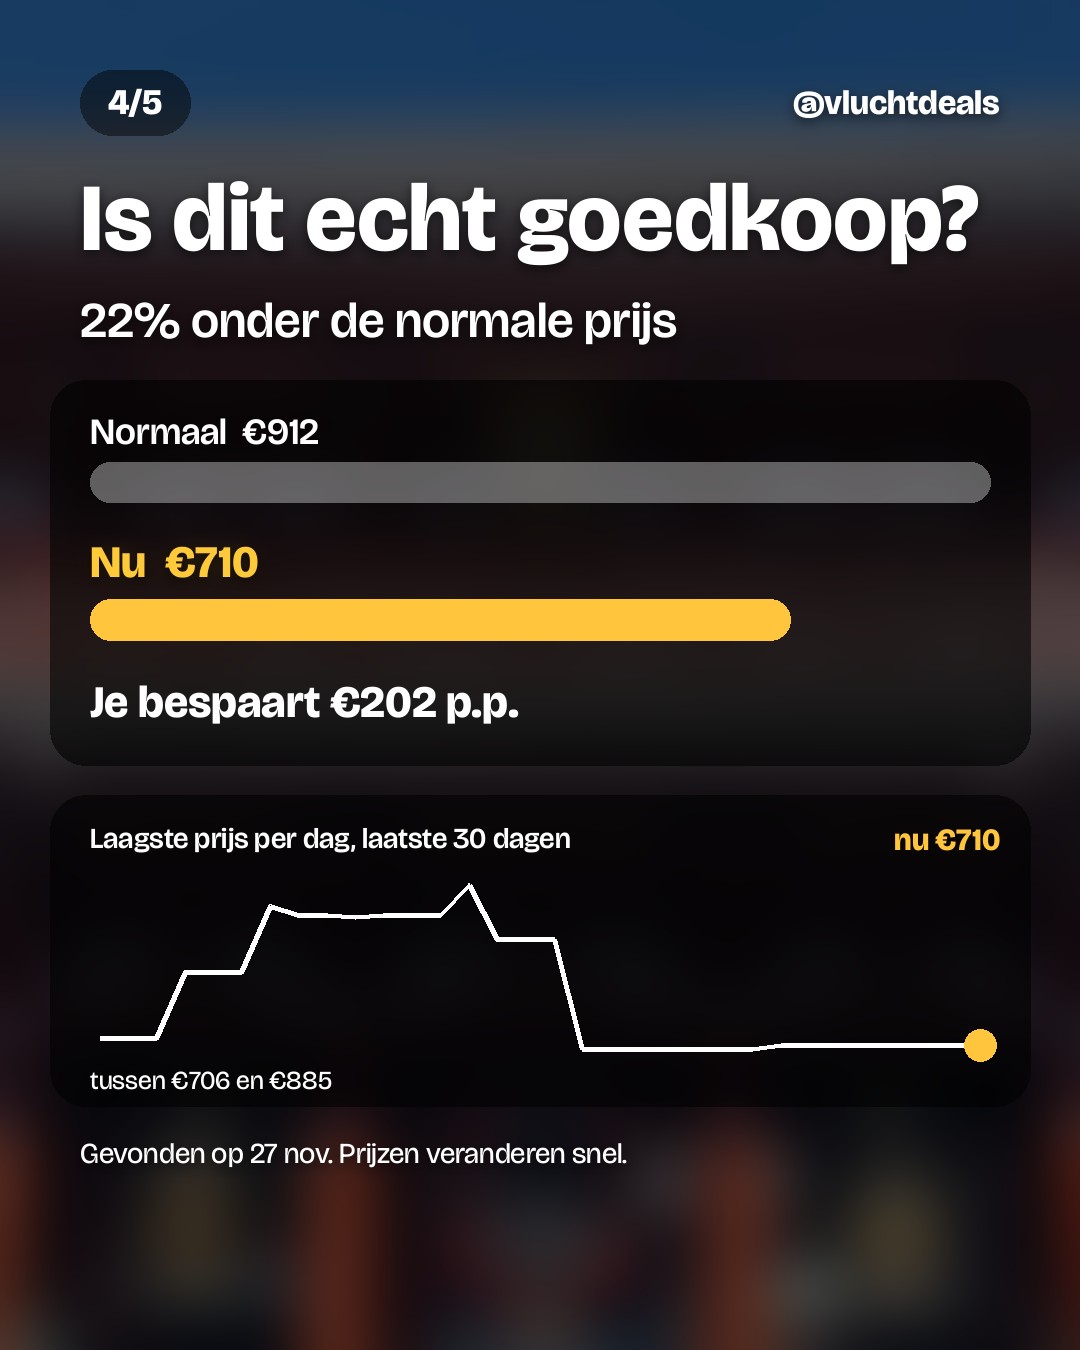 4/5
@vluchtdeals
Is dit echt goedkoop?
22% onder de normale prijs
Normaal €912
Nu €710
Je bespaart €202 p.p.
Laagste prijs per dag, laatste 30 dagen
nu €710
tussen €706 en €885
Gevonden op 27 nov. Prijzen veranderen snel.